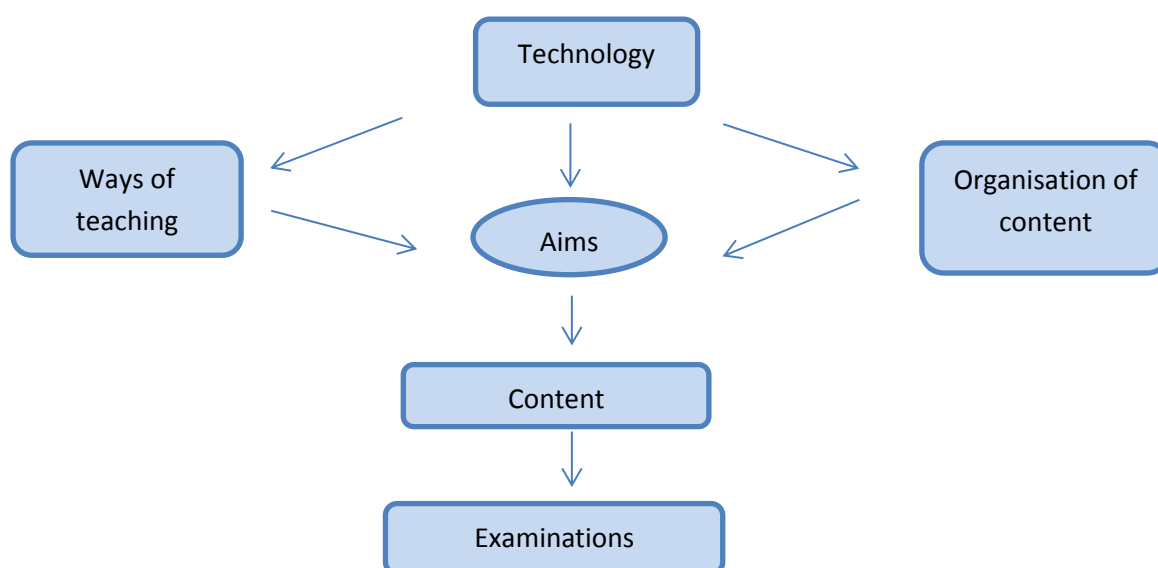 Technology
Ways of
teaching
Organisation of
content
Aims
Content
Examinations